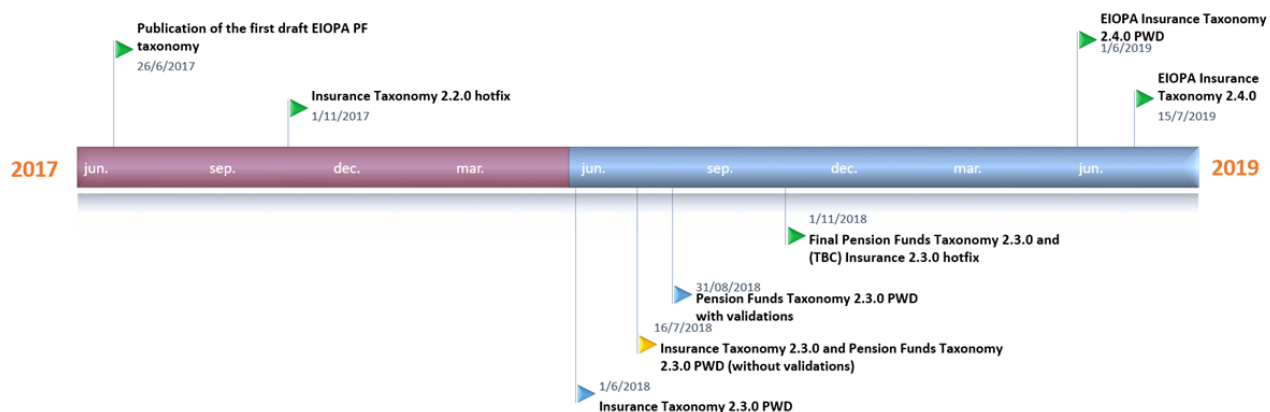 Publication of the first draft EIOPA PF
taxonomy
26/6/2017
Insurance Taxonomy 2.2.0 hotfix
1/11/2017
EIOPA Insurance Taxonomy
2.4.0 PWD
1/6/2019
EIOPA Insurance
Taxonomy 2.4.0
15/7/2019
2017 jun. sep. dec. mar. jun. sep. dec. mar. jun. 2019
1/11/2018
Final Pension Funds Taxonomy 2.3.0 and
(TBC) Insurance 2.3.0 hotfix
31/08/2018
Pension Funds Taxonomy 2.3.0 PWD
with validations
16/7/2018
Insurance Taxonomy 2.3.0 and Pension Funds Taxonomy
2.3.0 PWD (without validations)
1/6/2018
Insurance Taxonomy 2.3.0 PWD